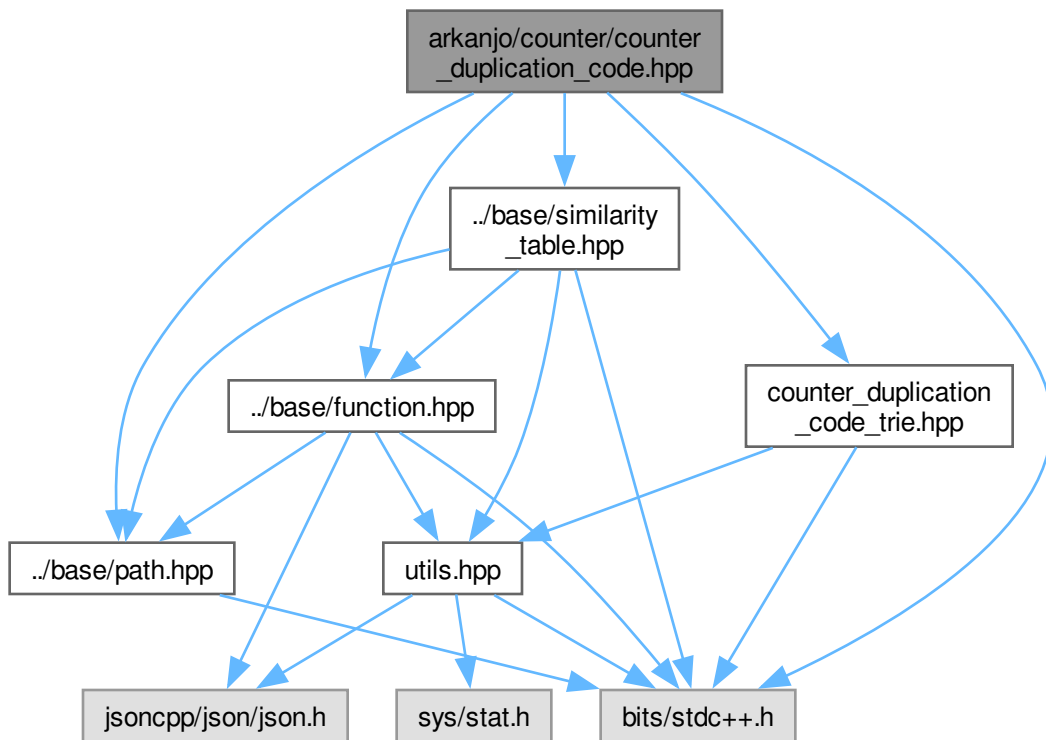 arkanjo/counter/counter
_duplication_code.hpp
../base/similarity
_table.hpp
../base/function.hpp
counter_duplication
_code_trie.hpp
../base/path.hpp
utils.hpp
jsoncpp/json/json.h
sys/stat.h
bits/stdc++.h